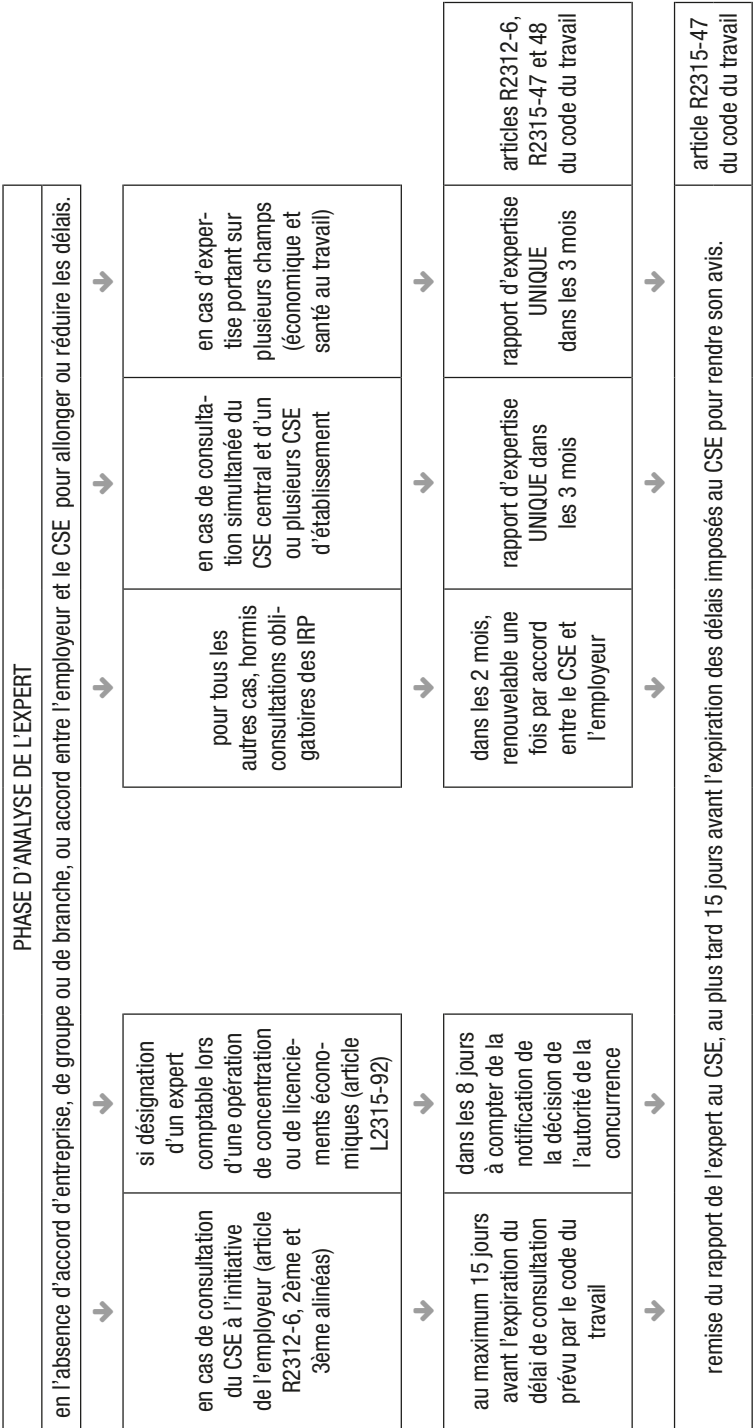 PHASE D'ANALYSE DE L'EXPERT
en l'absence d'accord d'entreprise, de groupe ou de branche, ou accord entre l'employeur et le CSE pour allonger ou réduire les délais.
en cas de consultation
du CSE à l'initiative
de l'employeur (article
R2312-6, 2ème et
3ème alinéas)
si désignation
d'un expert
comptable lors
d'une opération
de concentration
ou de licencie-
ments écono-
miques (article
L2315-92)
pour tous les
autres cas, hormis
consultations obli-
gatoires des IRP
en cas de consulta-
tion simultanée du
CSE central et d'un
ou plusieurs CSE
d'établissement
en cas d'exper-
tise portant sur
plusieurs champs
(économique et
santé au travail)
au maximum 15 jours
avant l'expiration du
délai de consultation
prévu par le code du
travail
dans les 8 jours
à compter de la
notification de
la décision de
l'autorité de la
concurrence
dans les 2 mois,
renouvelable une
fois par accord
entre le CSE et
l'employeur
rapport d'expertise
UNIQUE dans
les 3 mois
rapport d'expertise
UNIQUE
dans les 3 mois
articles R2312-6,
R2315-47 et 48
du code du travail
remise du rapport de l'expert au CSE, au plus tard 15 jours avant l'expiration des délais imposés au CSE pour rendre son avis.
article R2315-47
du code du travail